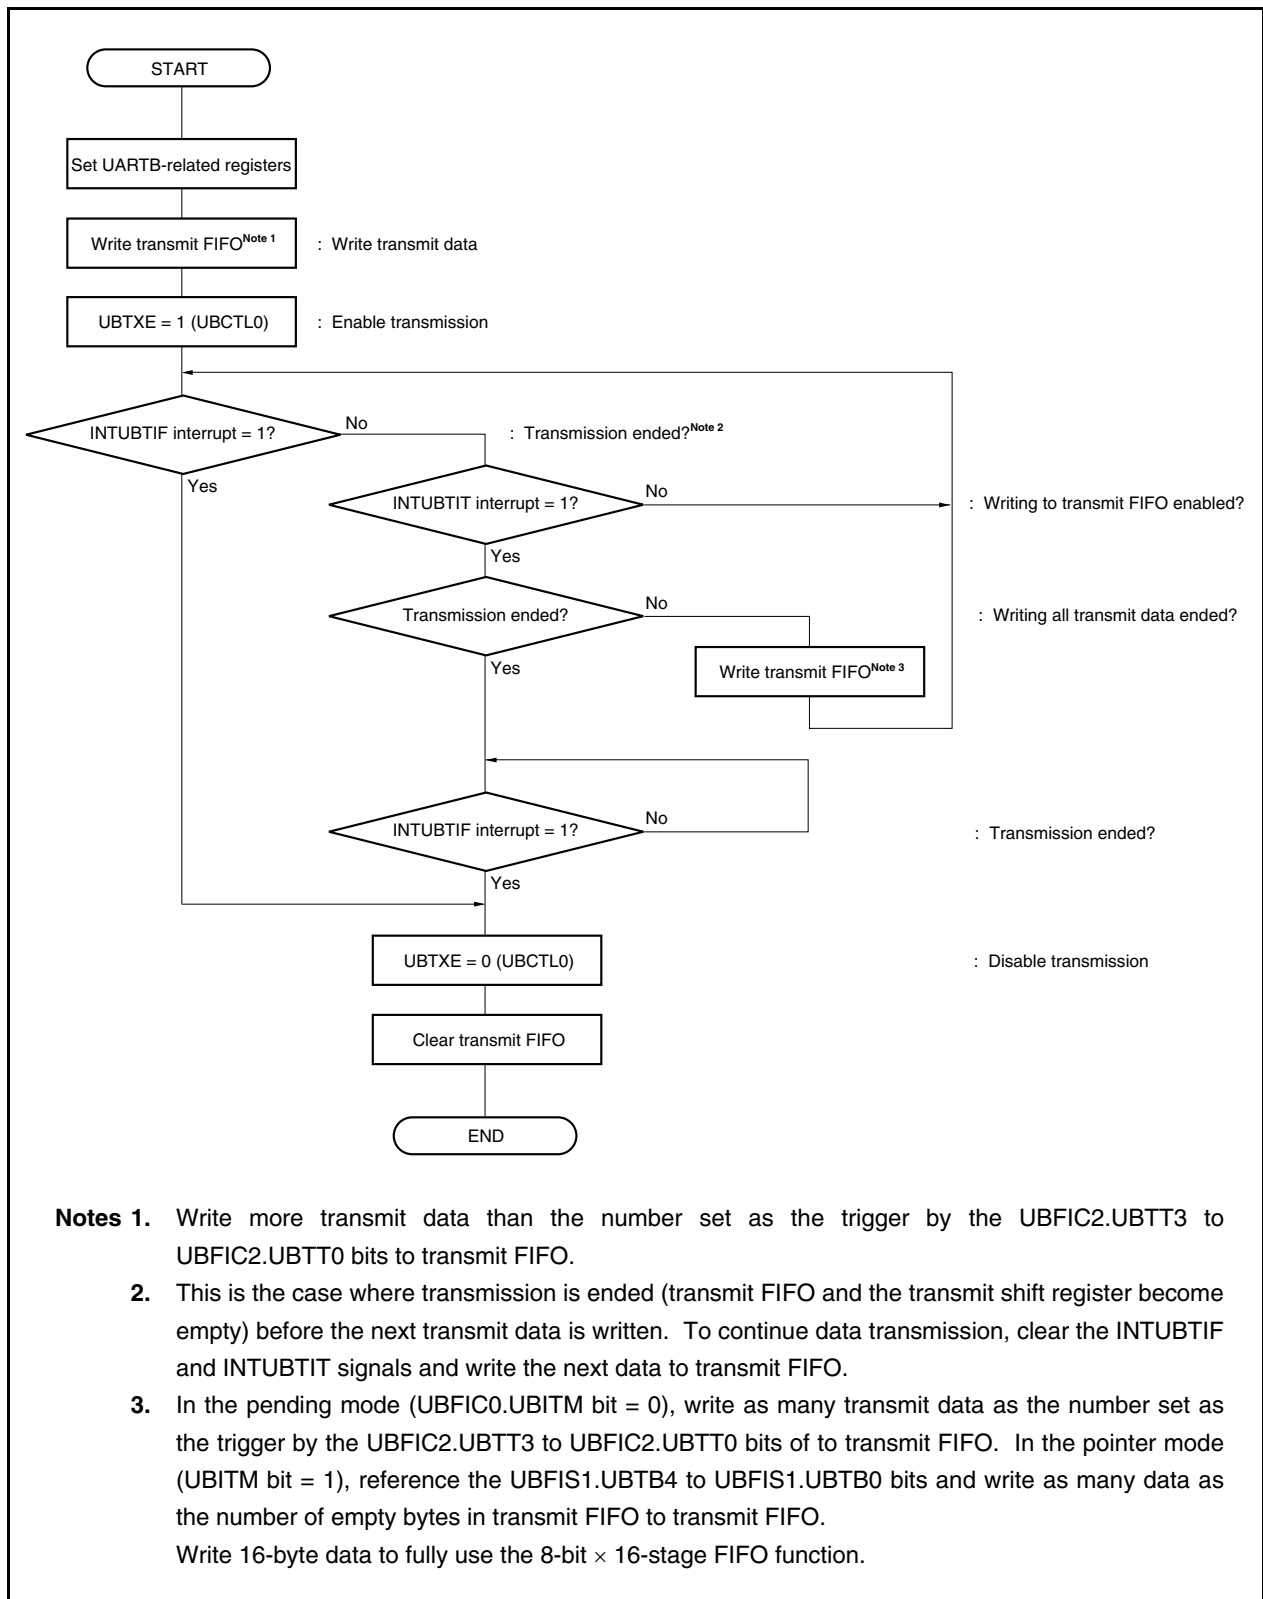 START
Set UARTB-related registers
Write transmit FIFO Note 1 : Write transmit data
UBTXE = 1 (UBCTL0) : Enable transmission
INTUBTIF interrupt = 1? No : Transmission ended? Note 2
Yes
INTUBTIT interrupt = 1? No : Writing to transmit FIFO enabled?
Yes
Transmission ended? No : Writing all transmit data ended?
Yes
Write transmit FIFO Note 3
INTUBTIF interrupt = 1? No : Transmission ended?
Yes
UBTXE = 0 (UBCTL0) : Disable transmission
Clear transmit FIFO
END
Notes 1. Write more transmit data than the number set as the trigger by the UBFIC2.UBTT3 to
UBFIC2.UBTT0 bits to transmit FIFO.
2. This is the case where transmission is ended (transmit FIFO and the transmit shift register become
empty) before the next transmit data is written. To continue data transmission, clear the INTUBTIF
and INTUBTIT signals and write the next data to transmit FIFO.
3. In the pending mode (UBFIC0.UBITM bit = 0), write as many transmit data as the number set as
the trigger by the UBFIC2.UBTT3 to UBFIC2.UBTT0 bits of to transmit FIFO. In the pointer mode
(UBITM bit = 1), reference the UBFIS1.UBTB4 to UBFIS1.UBTB0 bits and write as many data as
the number of empty bytes in transmit FIFO to transmit FIFO.
Write 16-byte data to fully use the 8-bit × 16-stage FIFO function.